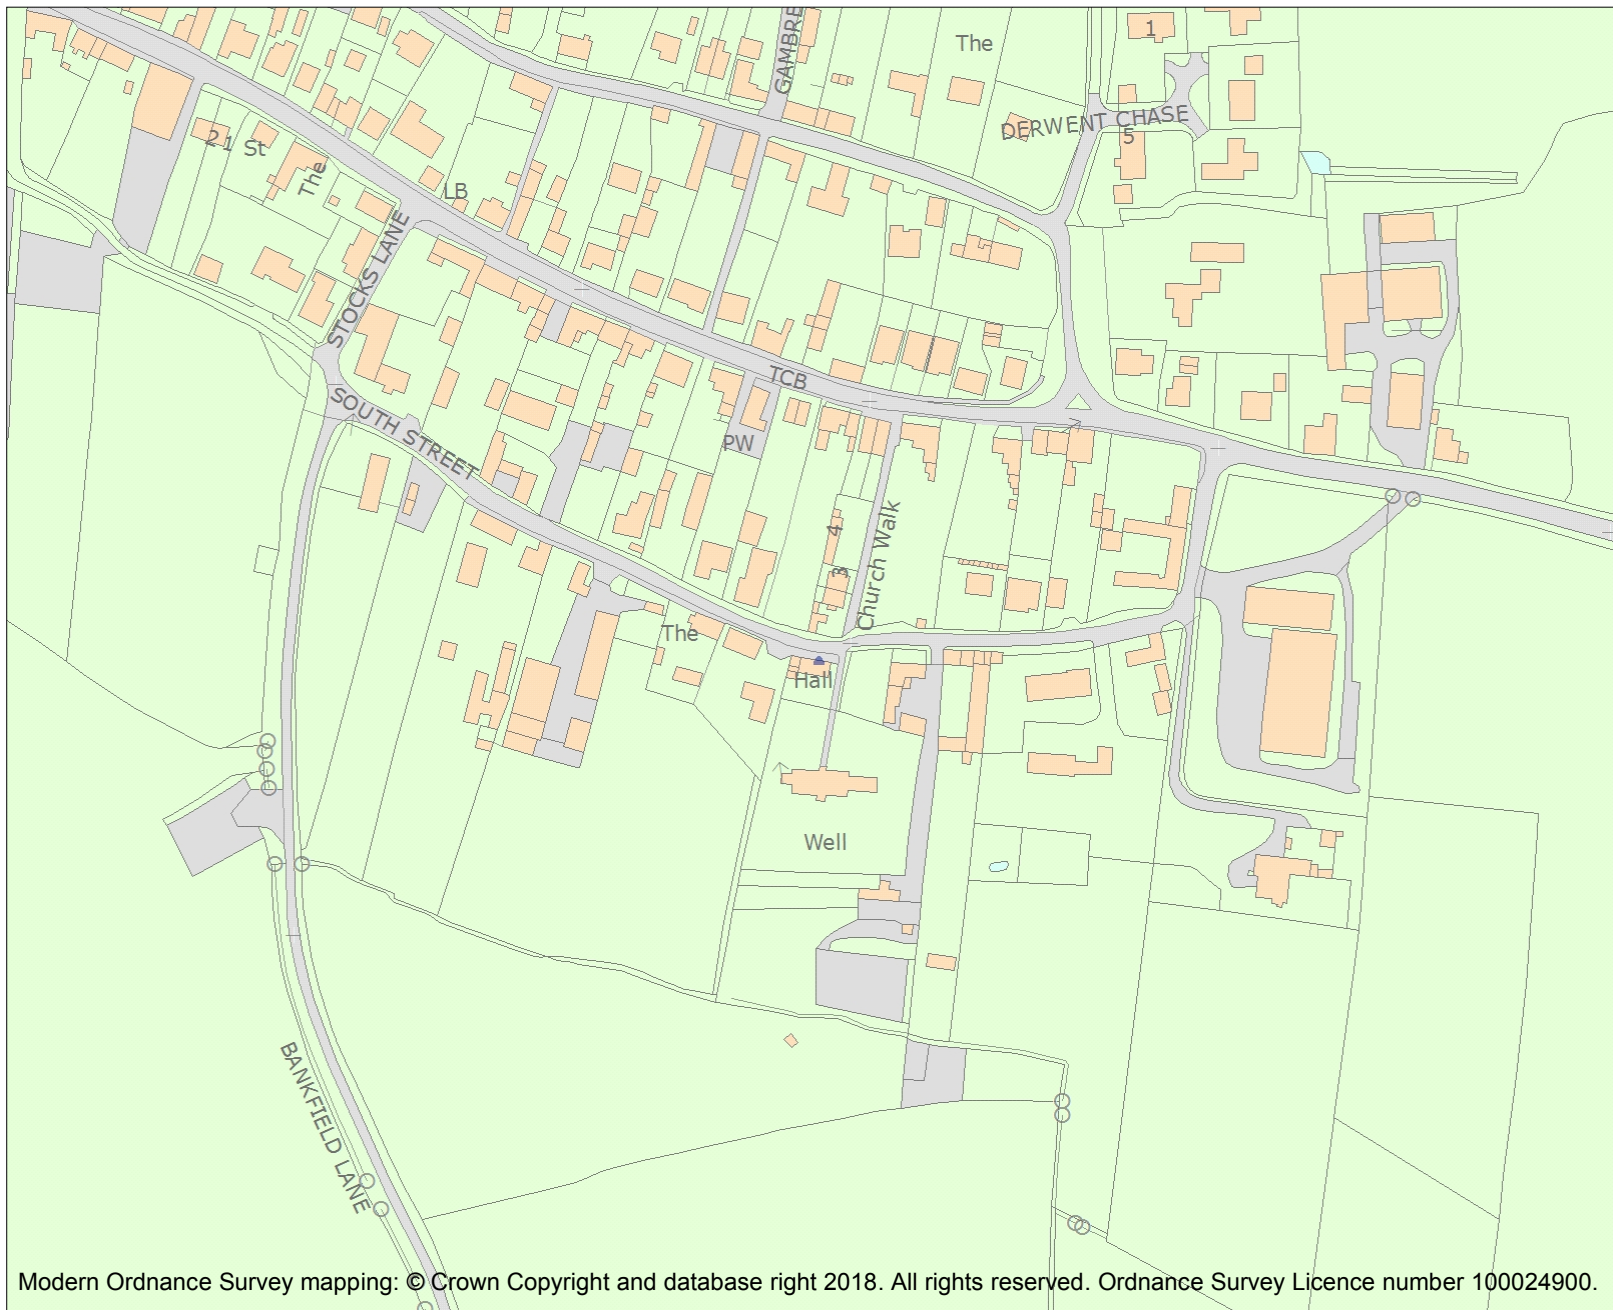 GAMBRE
The
1
DERWENT CHASE
5
2 1 St
The
LB
STOCKS LANE
TCB
SOUTH STREET
PW
4
3
Church Walk
The
Hall
Well
BANKFIELD LANE
Modern Ordnance Survey mapping: © Crown Copyright and database right 2018. All rights reserved. Ordnance Survey Licence number 100024900.